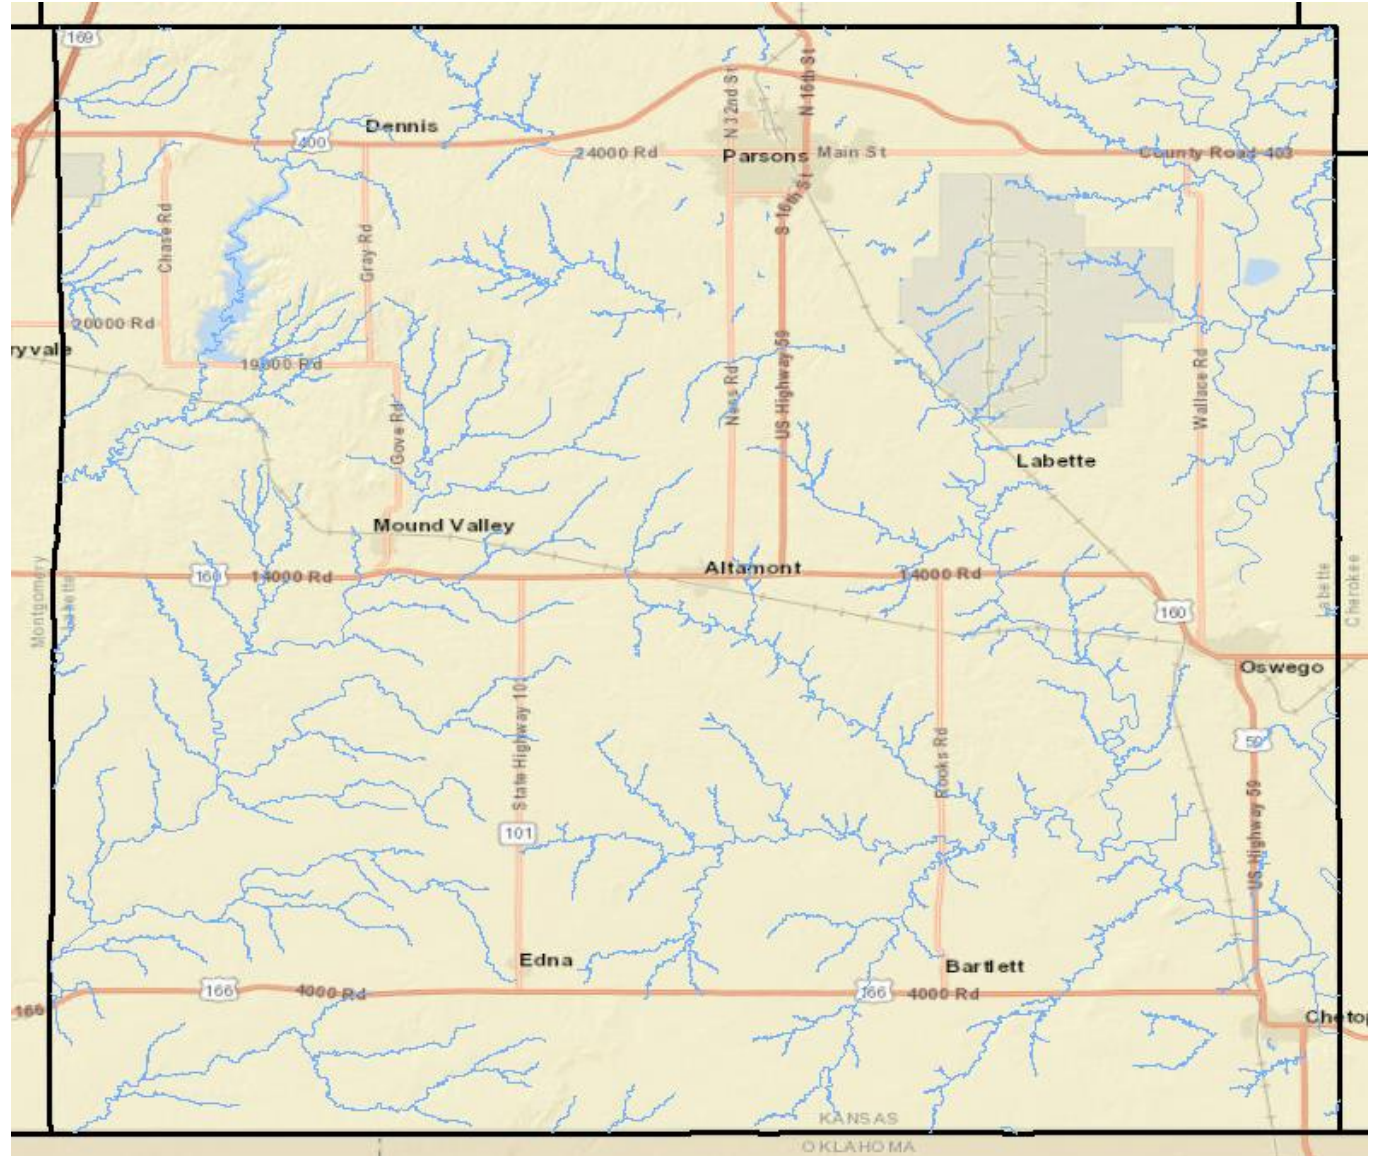 169
N 16th St
N 32nd St
Dennis
400
24000 Rd
Parsons
Main St
County Road 403
S 16th St
Chase Rd
Gray Rd
20000 Rd
ryvale
19800 Rd
Gove Rd
Ness Rd
US Highway 59
Wallace Rd
Labette
Mound Valley
Montgomery
Labette
160
14000 Rd
Altamont
14000 Rd
160
Labette
Cherokee
Oswego
State Highway 101
Rooks Rd
59
101
US Highway 59
Edna
Bartlett
166
166
4000 Rd
166
4000 Rd
Chetop
KANSAS
OKLAHOMA